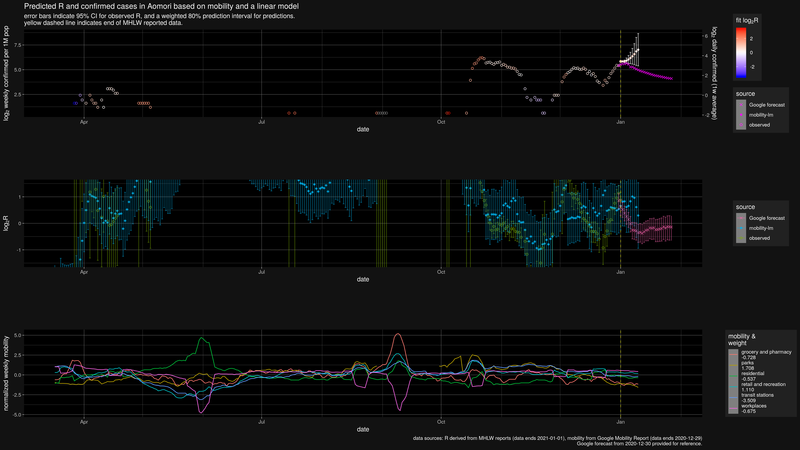 Predicted R and confirmed cases in Aomori based on mobility and a linear model
error bars indicate 95% CI for observed R, and a weighted 80% prediction interval for predictions.
yellow dashed line indicates end of MHLW reported data.
log₂ weekly confirmed per 1M pop
7.5
5.0
2.5
log₂ daily confirmed (1w average)
6
4
2
0
-2
Apr
Jul
Oct
Jan
date
fit log₂R
2
0
-2
source
Google forecast
mobility-lm
observed
log₂R
1
0
-1
Apr
Jul
Oct
Jan
date
source
Google forecast
mobility-lm
observed
normalized weekly mobility
5.0
2.5
0.0
-2.5
-5.0
Apr
Jul
Oct
Jan
date
mobility &
weight
grocery and pharmacy
-0.728
parks
1.706
residential
-0.537
retail and recreation
1.110
transit stations
-3.509
workplaces
-0.675
data sources: R derived from MHLW reports (data ends 2021-01-01), mobility from Google Mobility Report (data ends 2020-12-29)
Google forecast from 2020-12-30 provided for reference.